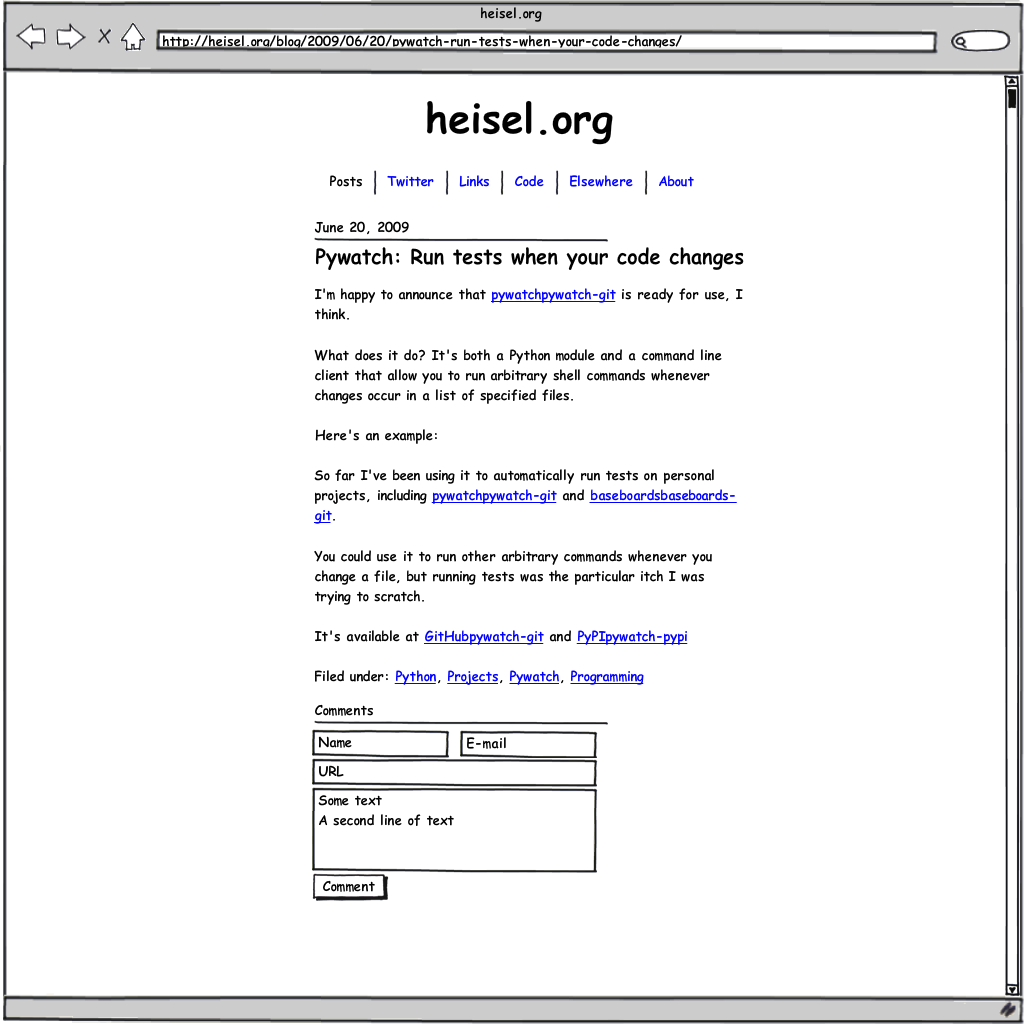 heisel.org
http://heisel.org/blog/2009/06/20/pywatch-run-tests-when-your-code-changes/
heisel.org
Posts | Twitter | Links | Code | Elsewhere | About
June 20, 2009
Pywatch: Run tests when your code changes
I'm happy to announce that pywatchpywatch-git is ready for use, I
think.
What does it do? It's both a Python module and a command line
client that allow you to run arbitrary shell commands whenever
changes occur in a list of specified files.
Here's an example:
So far I've been using it to automatically run tests on personal
projects, including pywatchpywatch-git and baseboardsbaseboards-
git.
You could use it to run other arbitrary commands whenever you
change a file, but running tests was the particular itch I was
trying to scratch.
It's available at GitHubpywatch-git and PyPIpywatch-pypi
Filed under: Python, Projects, Pywatch, Programming
Comments
Name E-mail
URL
Some text
A second line of text
Comment